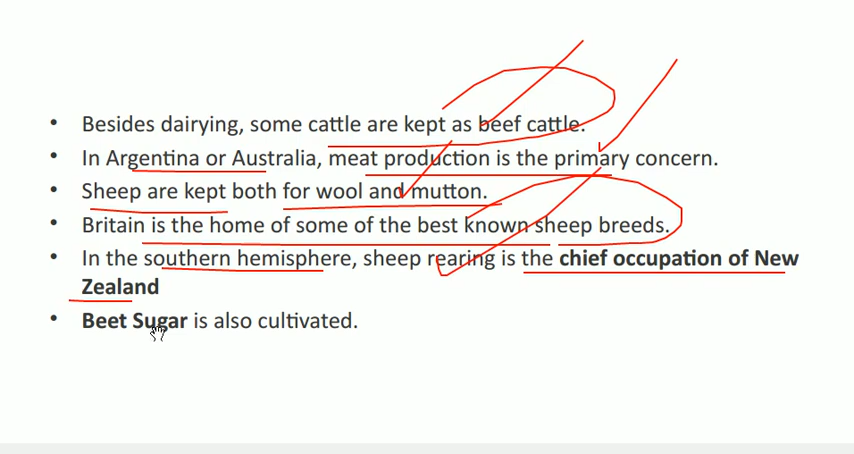 • Besides dairying, some cattle are kept as beef cattle.
• In Argentina or Australia, meat production is the primary concern.
• Sheep are kept both for wool and mutton.
• Britain is the home of some of the best known sheep breeds.
• In the southern hemisphere, sheep rearing is the chief occupation of New
Zealand
• Beet Sugar is also cultivated.